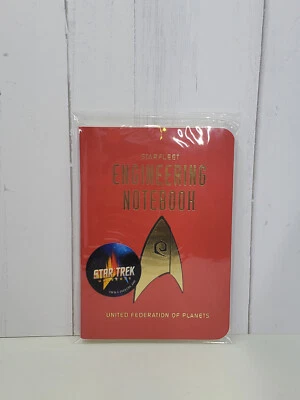 STARFLEET
ENGINEERING
NOTEBOOK
STAR TREK
UNITED FEDERATION OF PLANETS